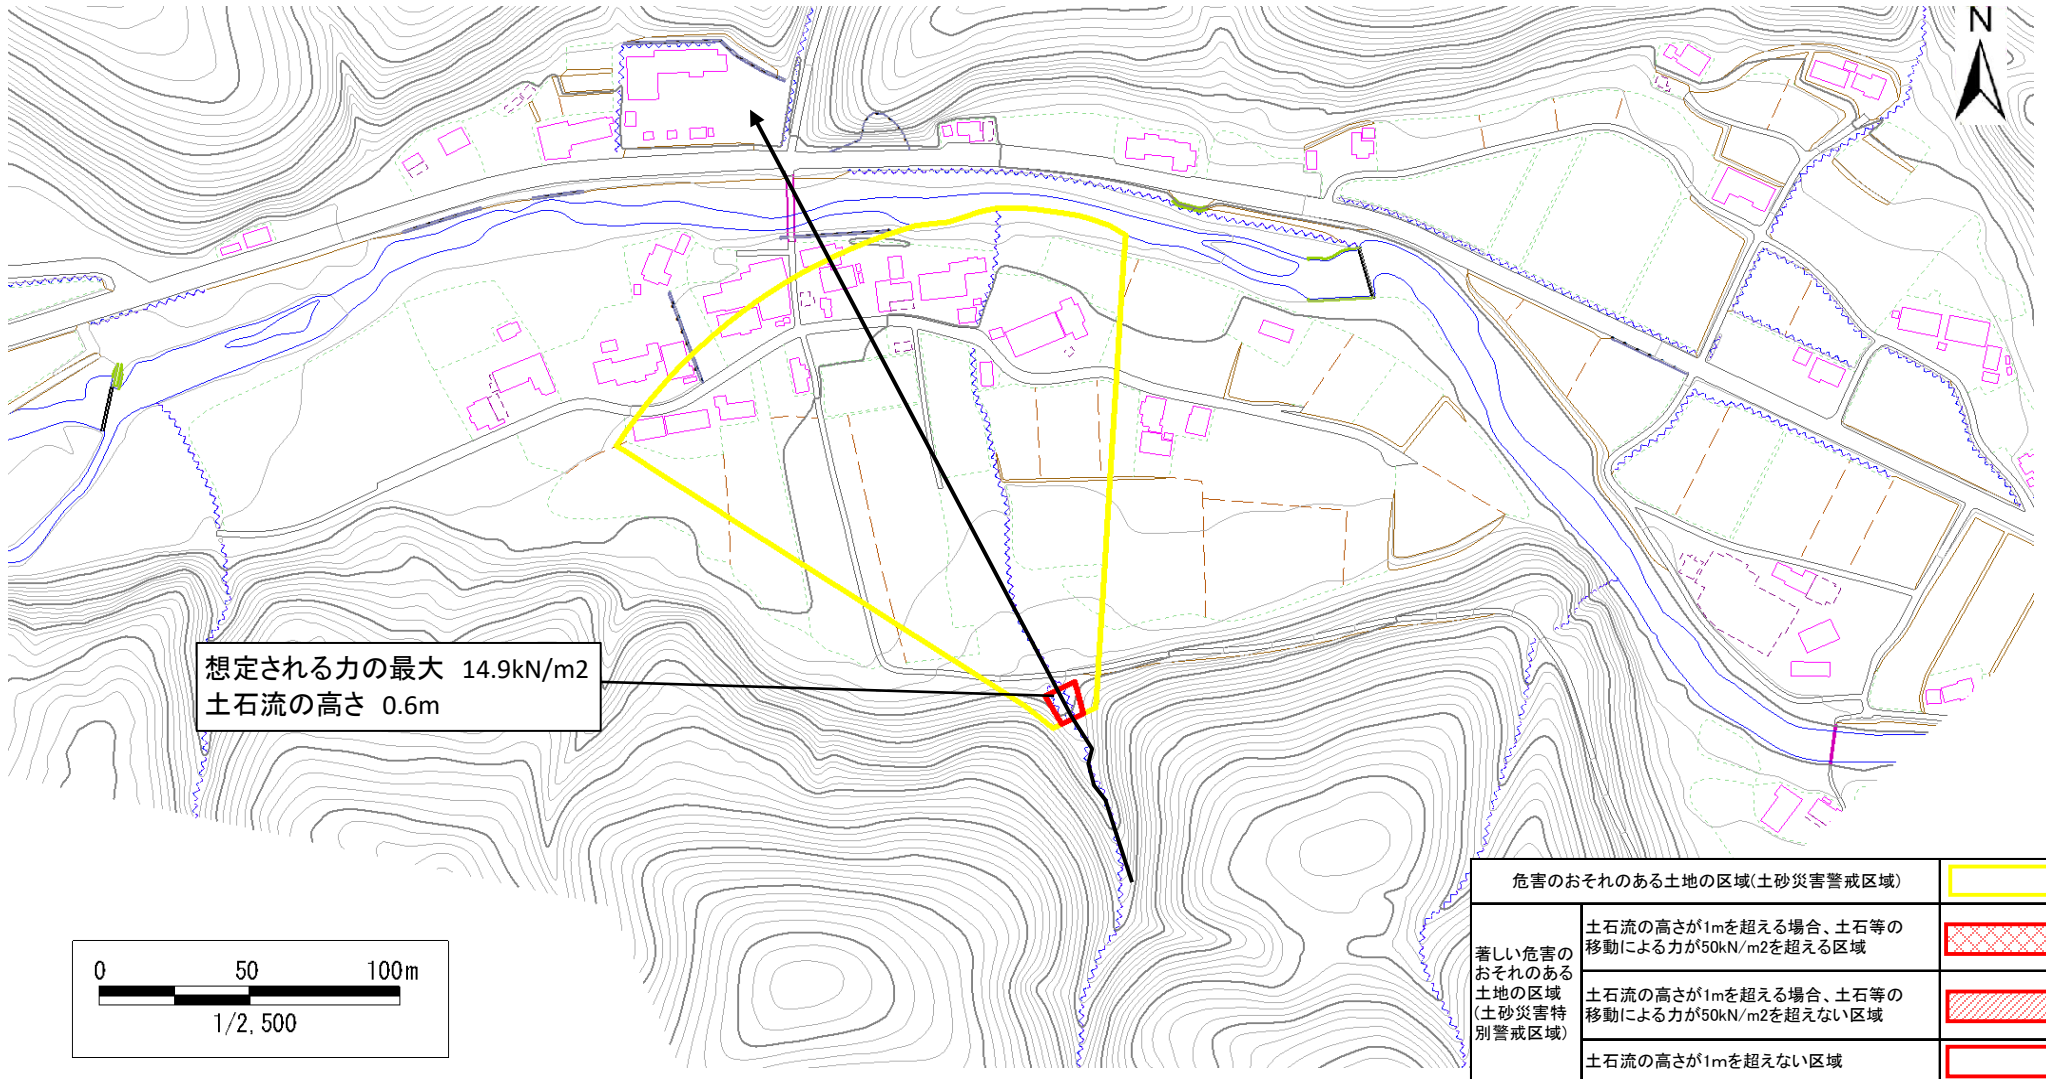 N
想定される力の最大 14.9kN/m2
土石流の高さ 0.6m
0 50 100m
1/2,500
危害のおそれのある土地の区域(土砂災害警戒区域)
著しい危害の
おそれのある
土地の区域
(土砂災害特
別警戒区域)
土石流の高さが1mを超える場合、土石等の
移動による力が50kN/m2を超える区域
土石流の高さが1mを超える場合、土石等の
移動による力が50kN/m2を超えない区域
土石流の高さが1mを超えない区域